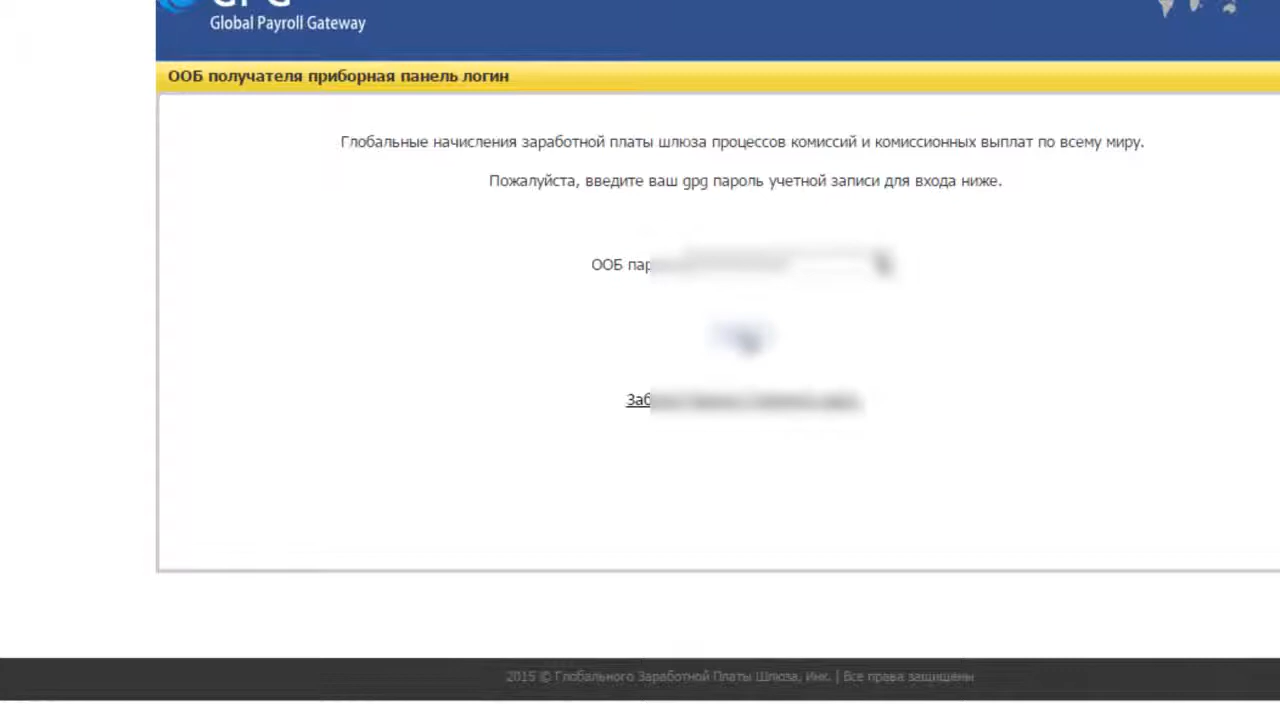 Global Payroll Gateway
ООБ получателя приборная панель логин
Глобальные начисления заработной платы шлюза процессов комиссий и комиссионных выплат по всему миру.
Пожалуйста, введите ваш gpg пароль учетной записи для входа ниже.
ООБ
2015 © Глобального Заработной Платы Шлюза, Инк. | Все права защищены